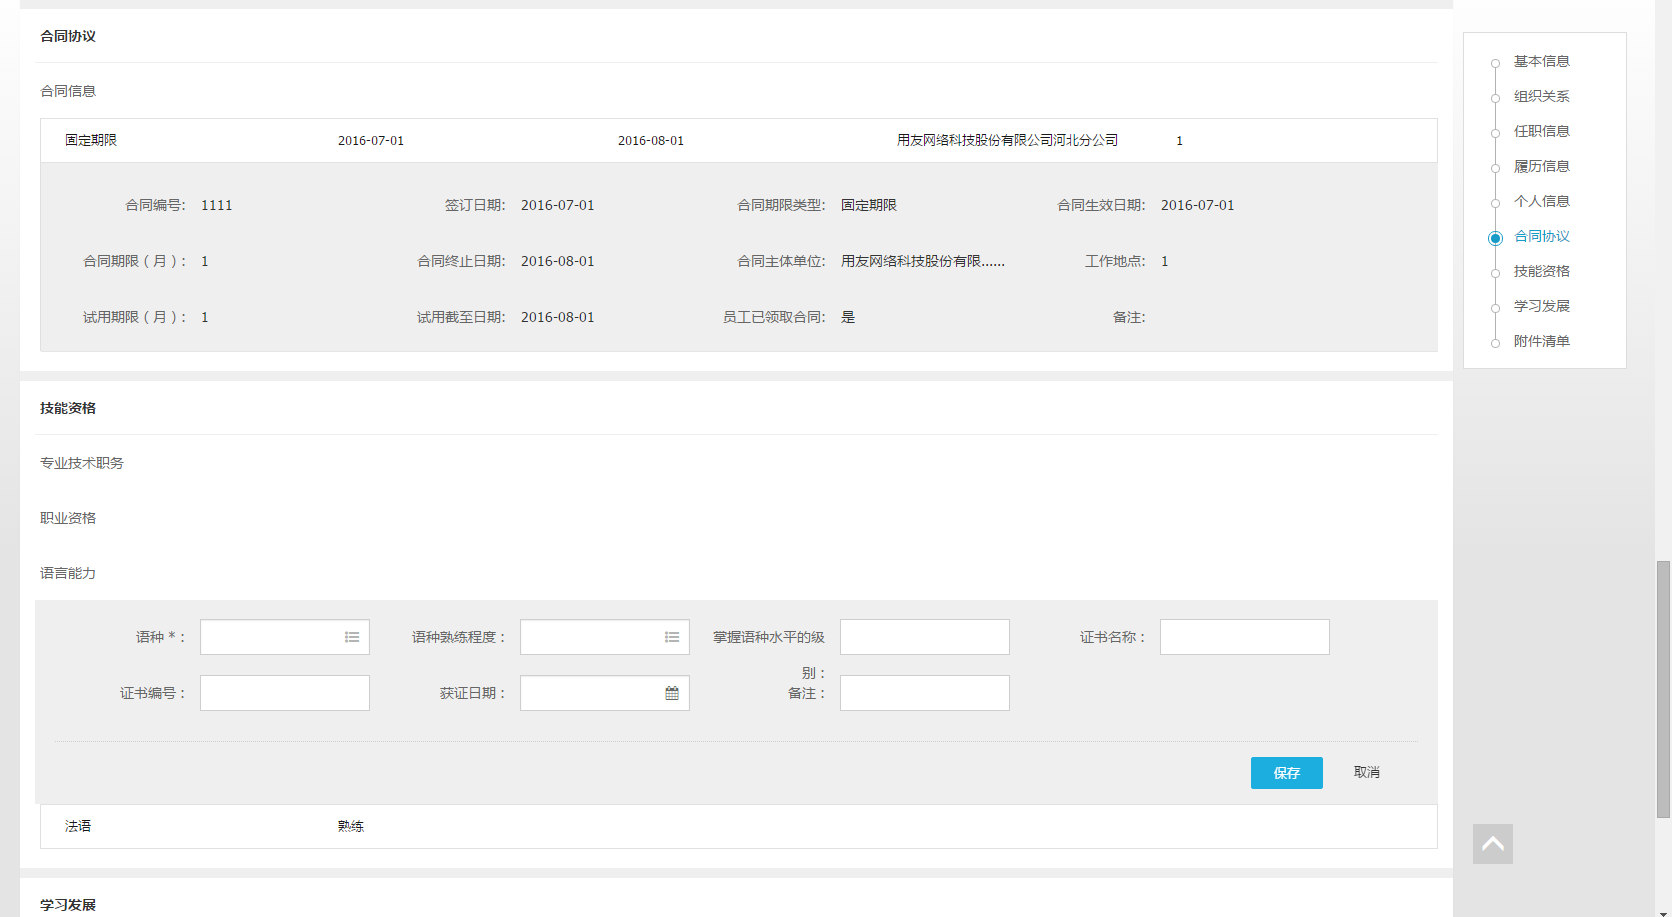 合同协议
合同信息
固定期限 2016-07-01 2016-08-01 用友网络科技股份有限公司河北分公司 1
合同编号: 1111 签订日期: 2016-07-01 合同期限类型: 固定期限 合同生效日期: 2016-07-01
合同期限（月）: 1 合同终止日期: 2016-08-01 合同主体单位: 用友网络科技股份有限...... 工作地点: 1
试用期限（月）: 1 试用截至日期: 2016-08-01 员工已领取合同: 是 备注:
技能资格
专业技术职务
职业资格
语言能力
语种 * : 语种熟练程度 : 掌握语种水平的级别 : 证书名称 :
证书编号 : 获证日期 : 备注 :
保存 取消
法语 熟练
学习发展
基本信息
组织关系
任职信息
履历信息
个人信息
合同协议
技能资格
学习发展
附件清单